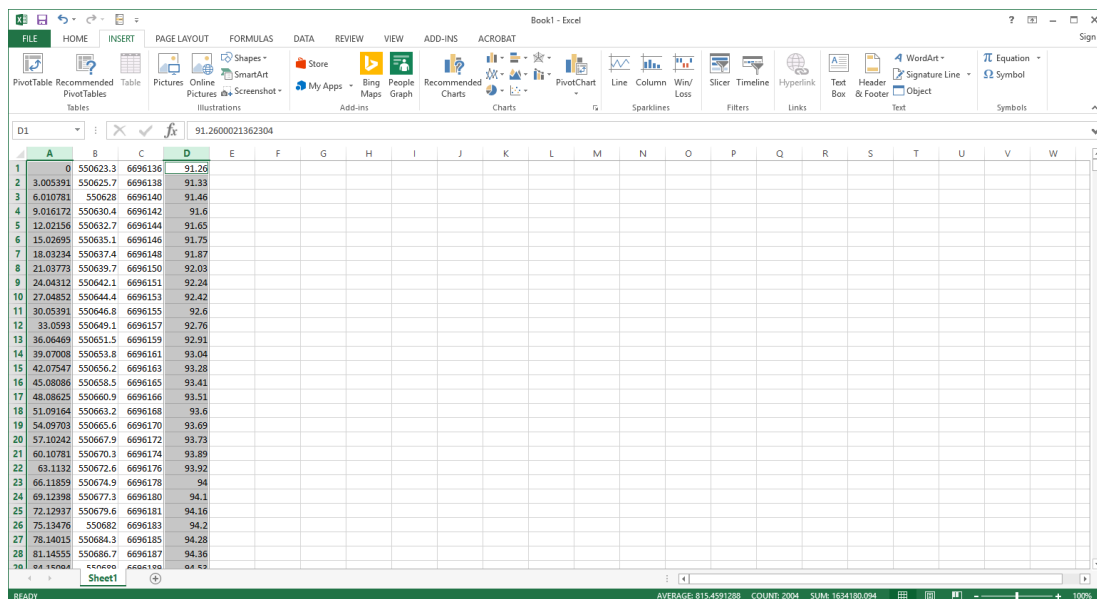 Book1 - Excel
Sign
FILE HOME INSERT PAGE LAYOUT FORMULAS DATA REVIEW VIEW ADD-INS ACROBAT
PivotTable Recommended PivotTables Table Pictures Online Pictures Shapes SmartArt Screenshot Store My Apps Bing Maps People Graph Recommended Charts PivotChart Line Column Win/Loss Slicer Timeline Hyperlink Text Box Header & Footer WordArt Signature Line Object Equation Symbol
Tables Illustrations Add-ins Charts Sparklines Filters Links Text Symbols
D1 fx 91.2600021362304
A B C D E F G H I J K L M N O P Q R S T U V W
1 0 550623.3 6696136 91.26
2 3.005391 550625.7 6696138 91.33
3 6.010781 550628 6696140 91.46
4 9.016172 550630.4 6696142 91.6
5 12.02156 550632.7 6696144 91.65
6 15.02695 550635.1 6696146 91.75
7 18.03234 550637.4 6696148 91.87
8 21.03773 550639.7 6696150 92.03
9 24.04312 550642.1 6696151 92.24
10 27.04852 550644.4 6696153 92.42
11 30.05391 550646.8 6696155 92.6
12 33.0593 550649.1 6696157 92.76
13 36.06469 550651.5 6696159 92.91
14 39.07008 550653.8 6696161 93.04
15 42.07547 550656.2 6696163 93.28
16 45.08086 550658.5 6696165 93.41
17 48.08625 550660.9 6696166 93.51
18 51.09164 550663.2 6696168 93.6
19 54.09703 550665.6 6696170 93.69
20 57.10242 550667.9 6696172 93.73
21 60.10781 550670.3 6696174 93.89
22 63.1132 550672.6 6696176 93.92
23 66.11859 550674.9 6696178 94
24 69.12398 550677.3 6696180 94.1
25 72.12937 550679.6 6696181 94.16
26 75.13476 550682 6696183 94.2
27 78.14015 550684.3 6696185 94.28
28 81.14555 550686.7 6696187 94.36
29 84.15094 550689 6696189 94.53
Sheet1
READY AVERAGE: 815.4591288 COUNT: 2004 SUM: 1634180.094 100%